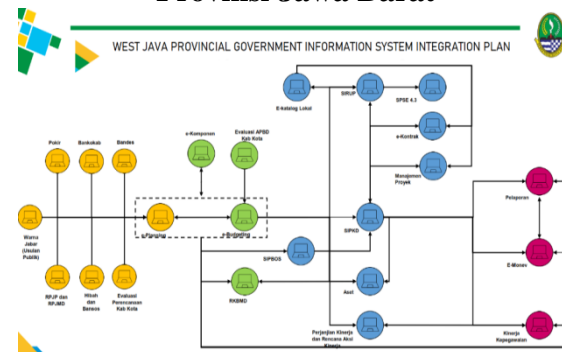 Provinsi Jawa Barat
WEST JAVA PROVINCIAL GOVERNMENT INFORMATION SYSTEM INTEGRATION PLAN
E-katalog Lokal
SIRUP
SPSE 4.3
e-Kontrak
Manajemen
Proyek
e-Komponen
Evaluasi APBD
Kab Kota
Pokir
Bankukab
Bandes
Warna
Jabar
(Usulan
Publik)
e-Planning
e-Budgeting
SIPKD
SIPBOS
Pelaporan
E-Monev
RPJP dan
RPJMD
Hibah
dan
Bansos
Evaluasi
Perencanaan
Kab Kota
RKBMD
Aset
Perjanjian Kinerja
dan Rencana Aksi
Kinerja
Kinerja
Kepegawaian